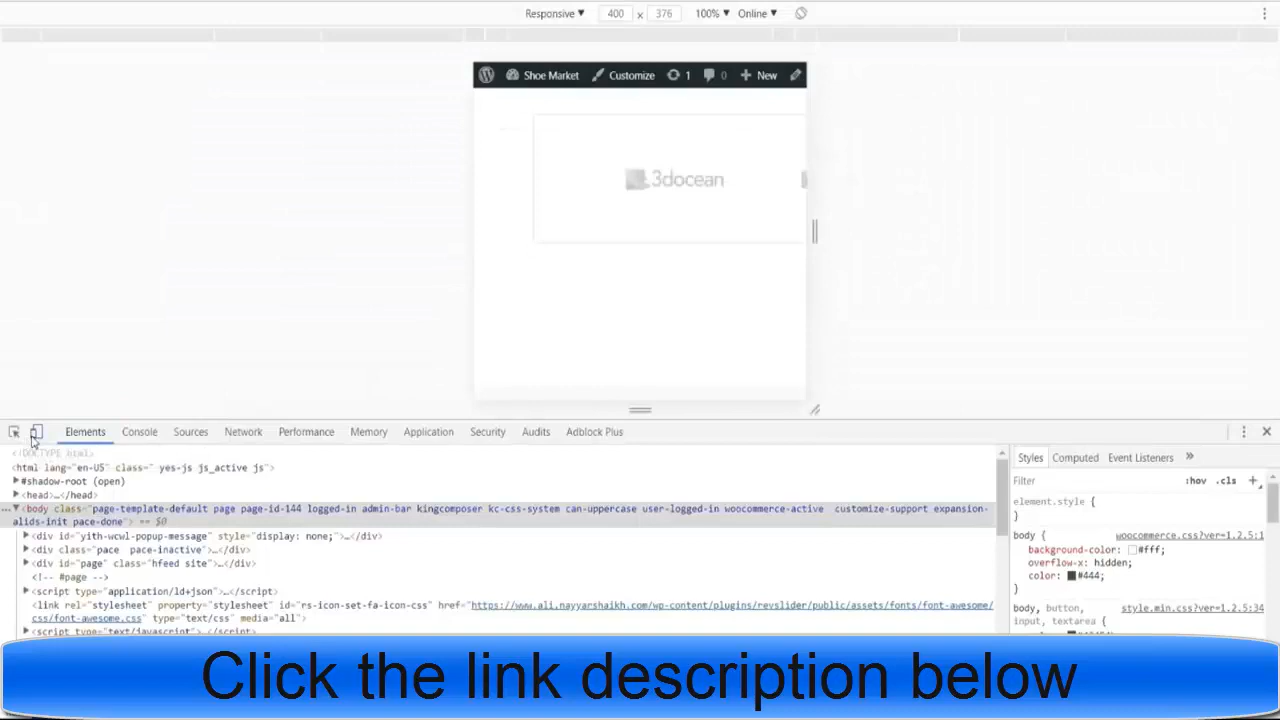 Responsive ▼ 400 x 376 100% ▼ Online ▼
Shoe Market Customize 1 0 New
3docean
Elements Console Sources Network Performance Memory Application Security Audits Adblock Plus
<!DOCTYPE html>
<html lang="en-US" class=" yes-js js_active js">
▶ #shadow-root (open)
▶ <head>…</head>
… ▼ <body class="page-template-default page page-id-144 logged-in admin-bar kingcomposer kc-css-system can-uppercase user-logged-in woocommerce-active customize-support expansion-
alids-init pace-done"> == $0
▶ <div id="yith-wcwl-popup-message" style="display: none;">…</div>
▶ <div class="pace pace-inactive">…</div>
▶ <div id="page" class="hfeed site">…</div>
<!-- #page -->
▶ <script type="application/ld+json">…</script>
<link rel="stylesheet" property="stylesheet" id="rs-icon-set-fa-icon-css" href="https://www.ali.nayyarshaikh.com/wp-content/plugins/revslider/public/assets/fonts/font-awesome/
css/font-awesome.css" type="text/css" media="all">
▶ <script type="text/javascript">…</script>
Styles Computed Event Listeners »
Filter :hov .cls +
element.style {
}
body { woocommerce.css?ver=1.2.5:1
background-color: #fff;
overflow-x: hidden;
color: #444;
}
body, button, style.min.css?ver=1.2.5:34
input, textarea {
Click the link description below